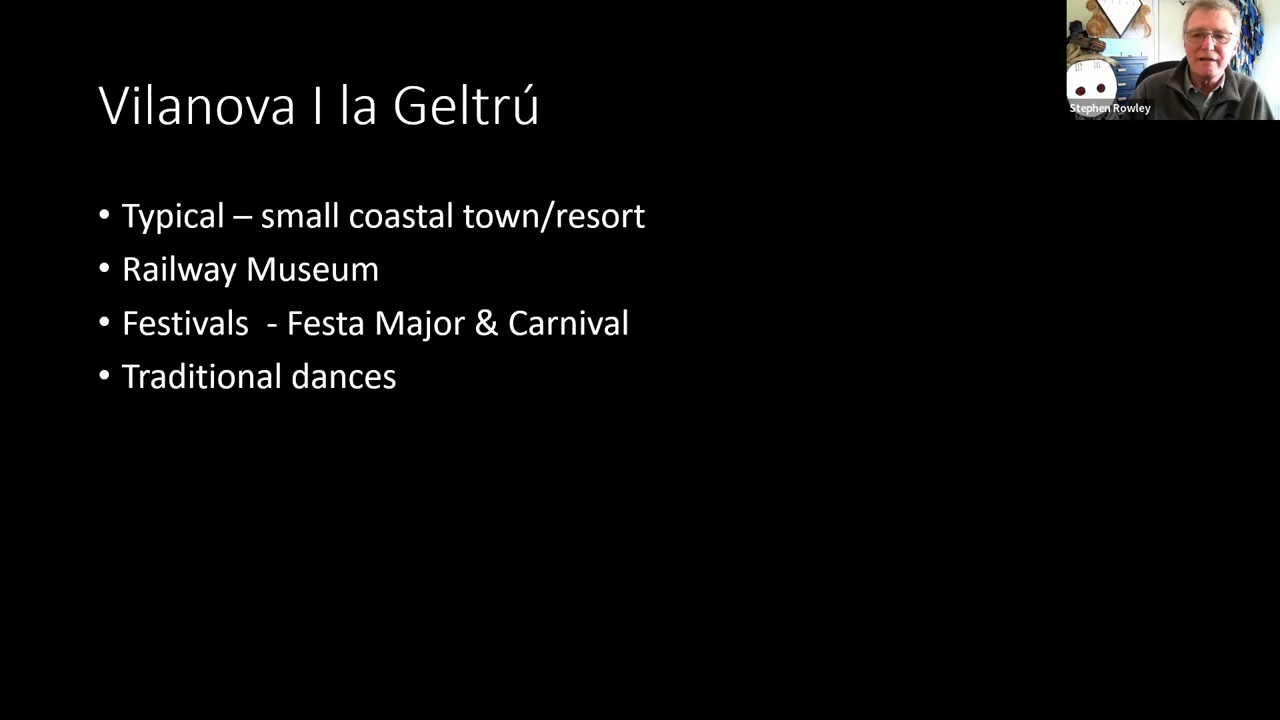 Vilanova I la Geltrú
• Typical – small coastal town/resort
• Railway Museum
• Festivals  - Festa Major & Carnival
• Traditional dances
Stephen Rowley